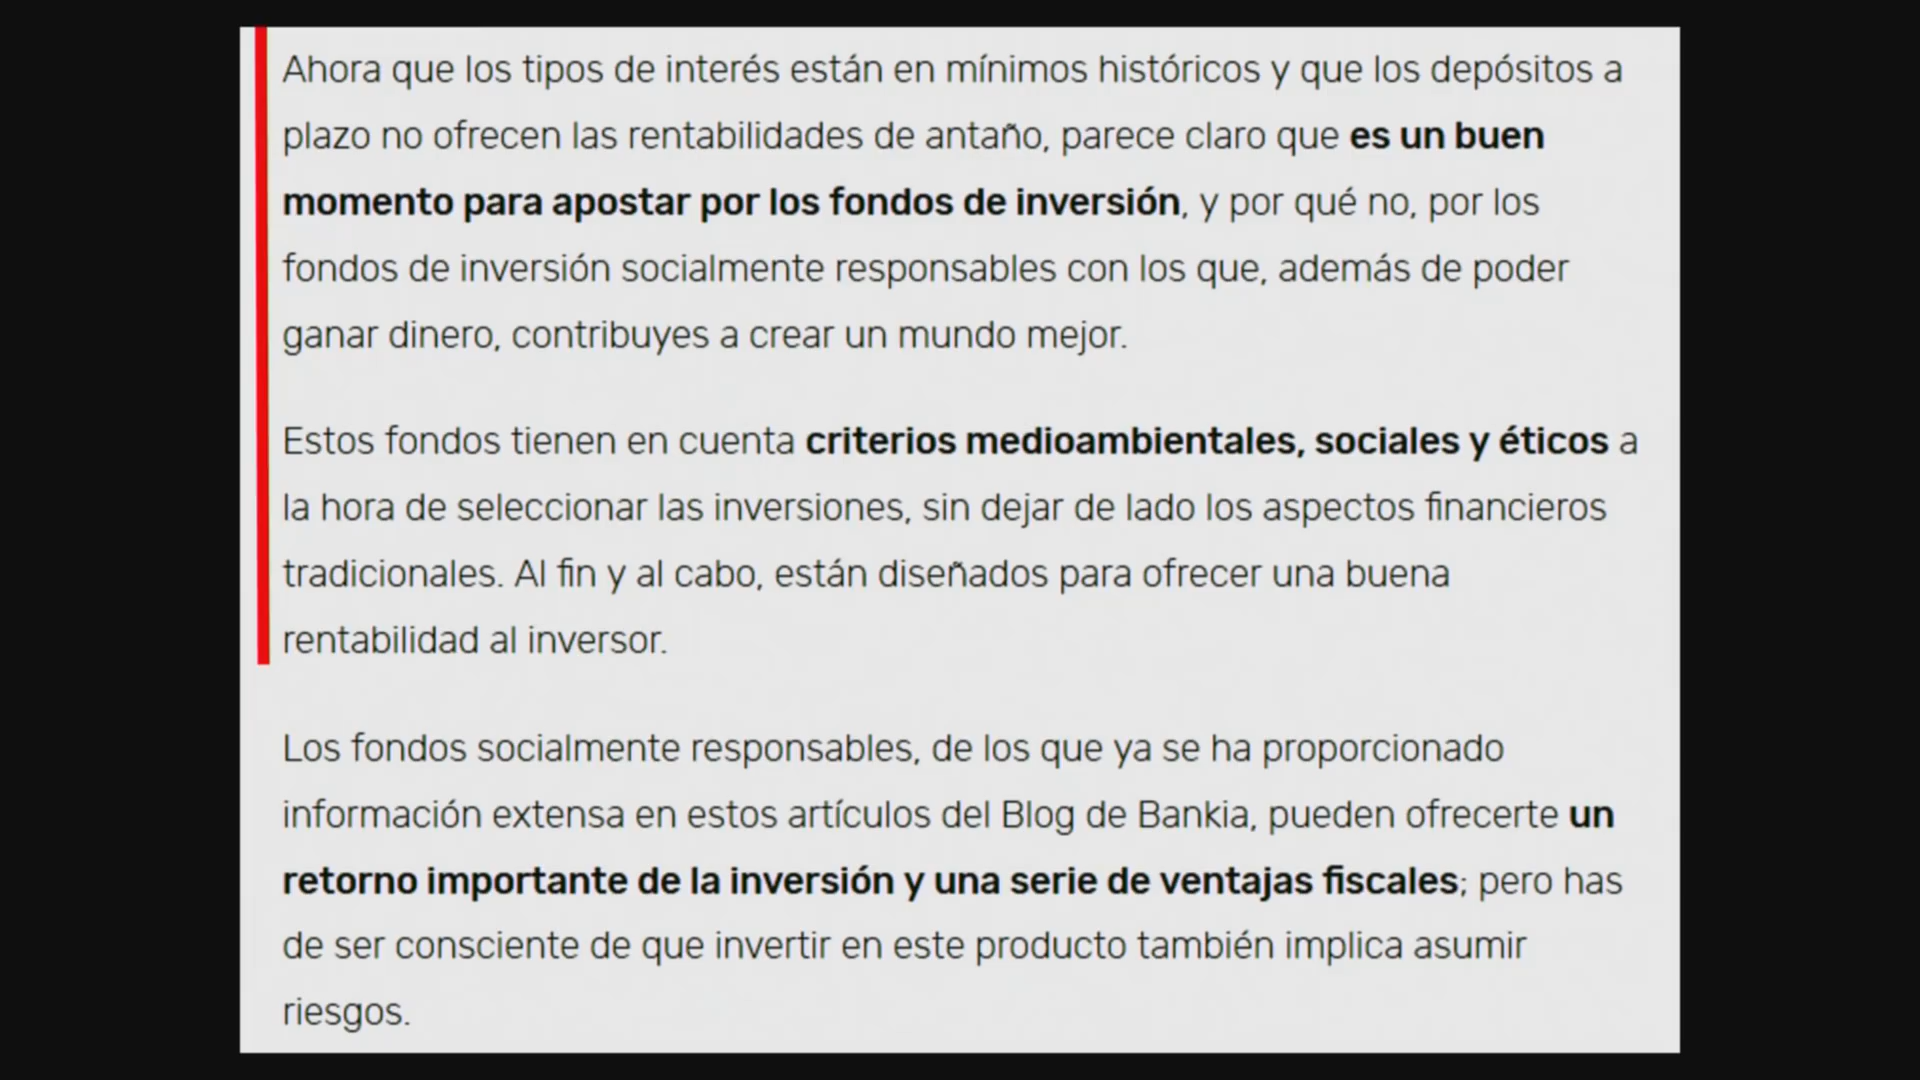 Ahora que los tipos de interés están en mínimos históricos y que los depósitos a
plazo no ofrecen las rentabilidades de antaño, parece claro que es un buen
momento para apostar por los fondos de inversión, y por qué no, por los
fondos de inversión socialmente responsables con los que, además de poder
ganar dinero, contribuyes a crear un mundo mejor.
Estos fondos tienen en cuenta criterios medioambientales, sociales y éticos a
la hora de seleccionar las inversiones, sin dejar de lado los aspectos financieros
tradicionales. Al fin y al cabo, están diseñados para ofrecer una buena
rentabilidad al inversor.
Los fondos socialmente responsables, de los que ya se ha proporcionado
información extensa en estos artículos del Blog de Bankia, pueden ofrecerte un
retorno importante de la inversión y una serie de ventajas fiscales; pero has
de ser consciente de que invertir en este producto también implica asumir
riesgos.